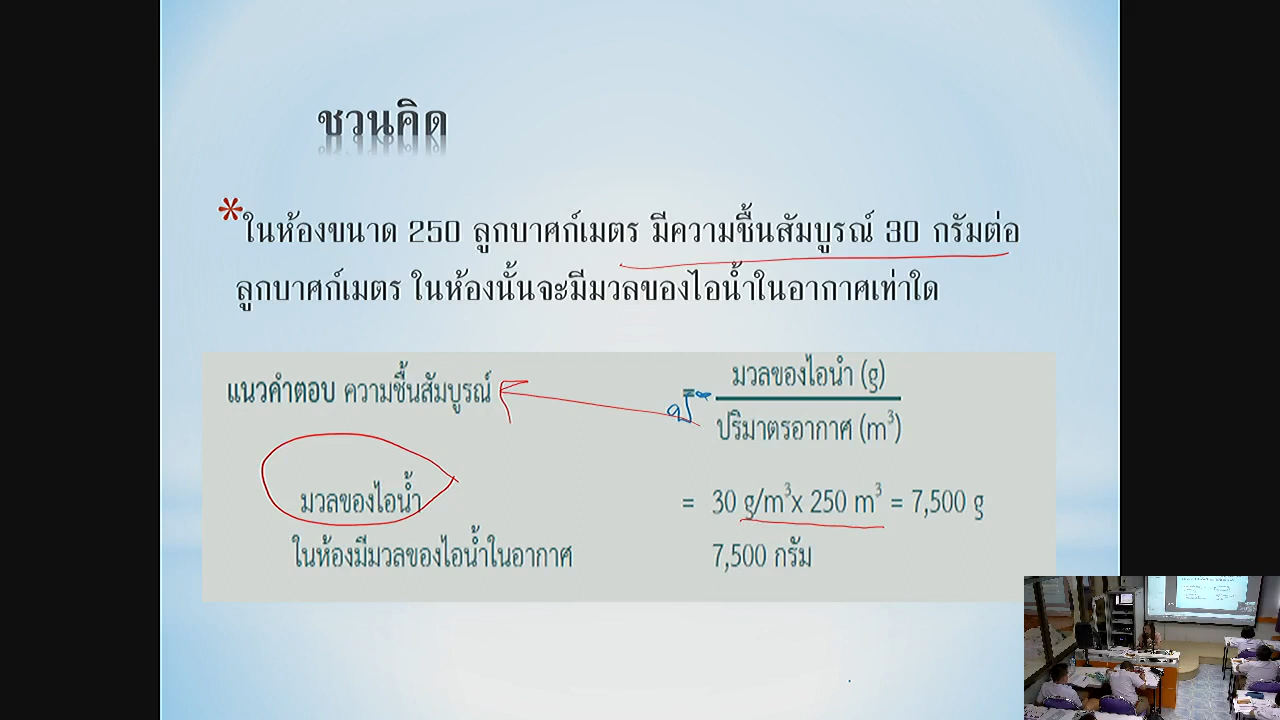 ชวนคิด
*ในห้องขนาด 250 ลูกบาศก์เมตร มีความชื้นสัมบูรณ์ 30 กรัมต่อ
ลูกบาศก์เมตร ในห้องนั้นจะมีมวลของไอน้ำในอากาศเท่าใด
แนวคำตอบ ความชื้นสัมบูรณ์ = มวลของไอน้ำ (g)
ปริมาตรอากาศ (m³)
มวลของไอน้ำ = 30 g/m³x 250 m³ = 7,500 g
ในห้องมีมวลของไอน้ำในอากาศ 7,500 กรัม